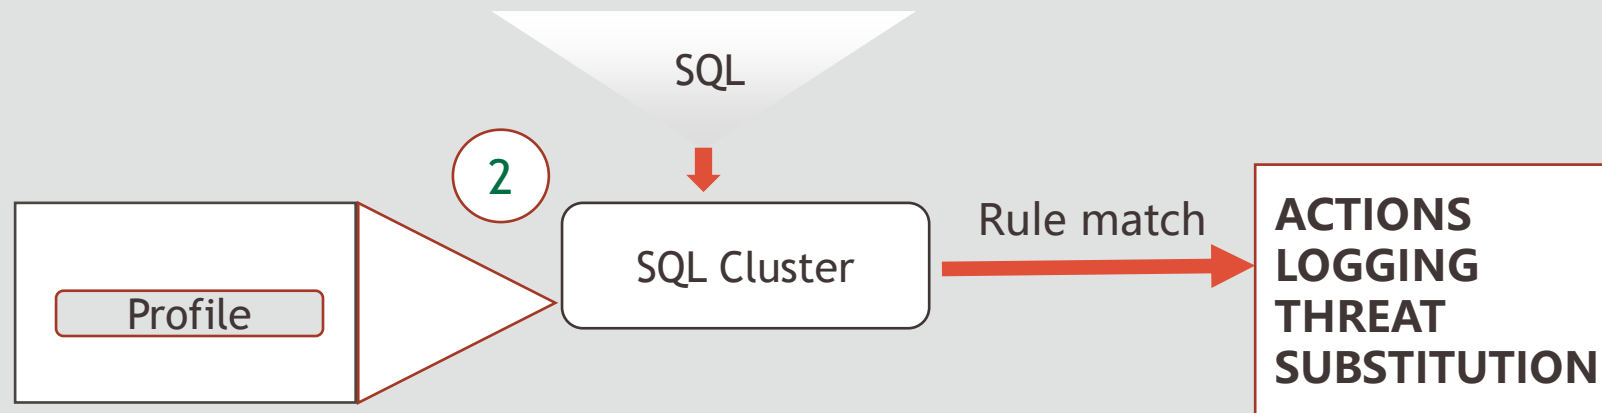 SQL
2
Profile
SQL Cluster
Rule match
ACTIONS
LOGGING
THREAT
SUBSTITUTION